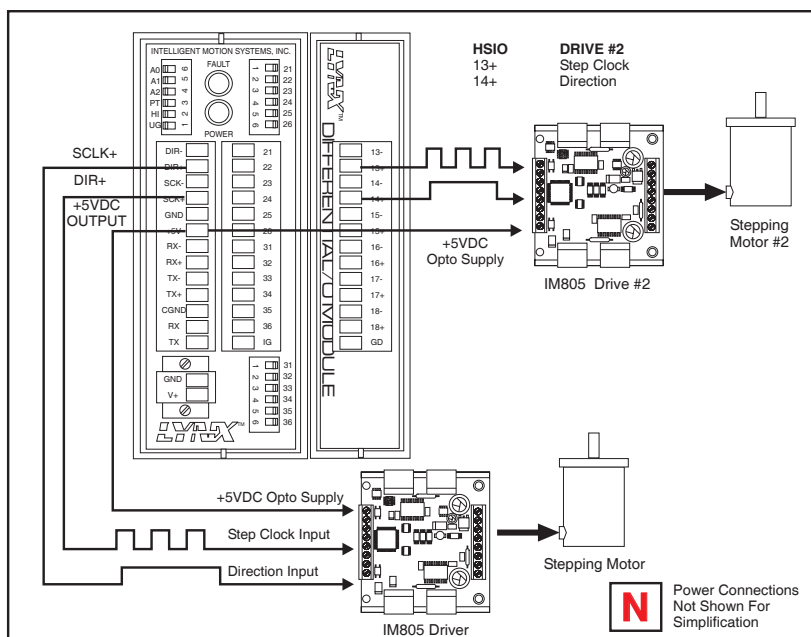 HSIO DRIVE #2
13+ Step Clock
14+ Direction
INTELLIGENT MOTION SYSTEMS, INC.
FAULT
POWER
A0 6
A1 5
A2 4
PT 3
HI 2
UG 1
1 21
2 22
3 23
4 24
5 25
6 26
SCLK+
DIR+
+5VDC
OUTPUT
DIR-
DIR+
SCK-
SCK+
GND
+5V
RX-
RX+
TX-
TX+
CGND
RX
TX
21
22
23
24
25
26
31
32
33
34
35
36
IG
GND
V+
1 31
2 32
3 33
4 34
5 35
6 36
LYNX™
LYNX™
DIFFERENTIAL I/O MODULE
13-
13+
14-
14+
15-
15+
16-
16+
17-
17+
18-
18+
GD
+5VDC
Opto Supply
IM805 Drive #2
Stepping
Motor #2
+5VDC Opto Supply
Step Clock Input
Direction Input
IM805 Driver
Stepping Motor
N
Power Connections
Not Shown For
Simplification